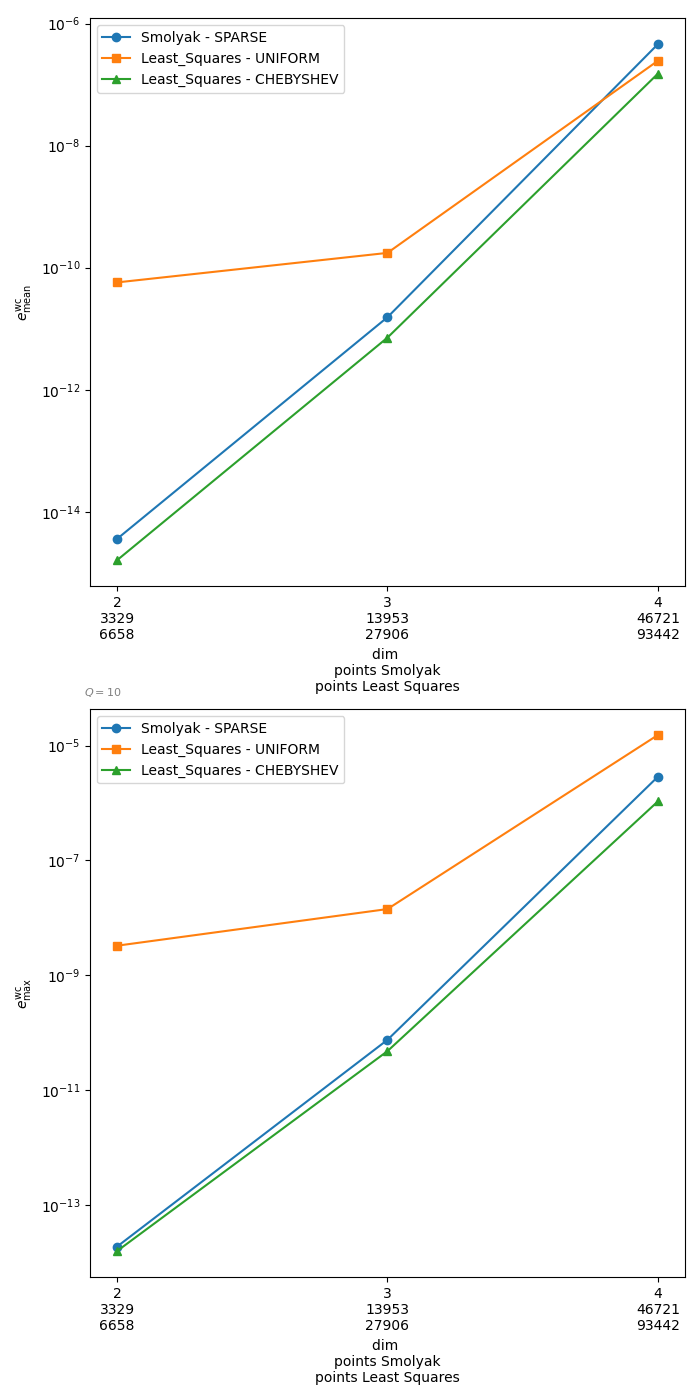 Smolyak - SPARSE
Least_Squares - UNIFORM
Least_Squares - CHEBYSHEV
10⁻⁶
10⁻⁸
10⁻¹⁰
10⁻¹²
10⁻¹⁴
e^wc_mean
2 3 4
3329 13953 46721
6658 27906 93442
dim
points Smolyak
points Least Squares
Q = 10
Smolyak - SPARSE
Least_Squares - UNIFORM
Least_Squares - CHEBYSHEV
10⁻⁵
10⁻⁷
10⁻⁹
10⁻¹¹
10⁻¹³
e^wc_max
2 3 4
3329 13953 46721
6658 27906 93442
dim
points Smolyak
points Least Squares